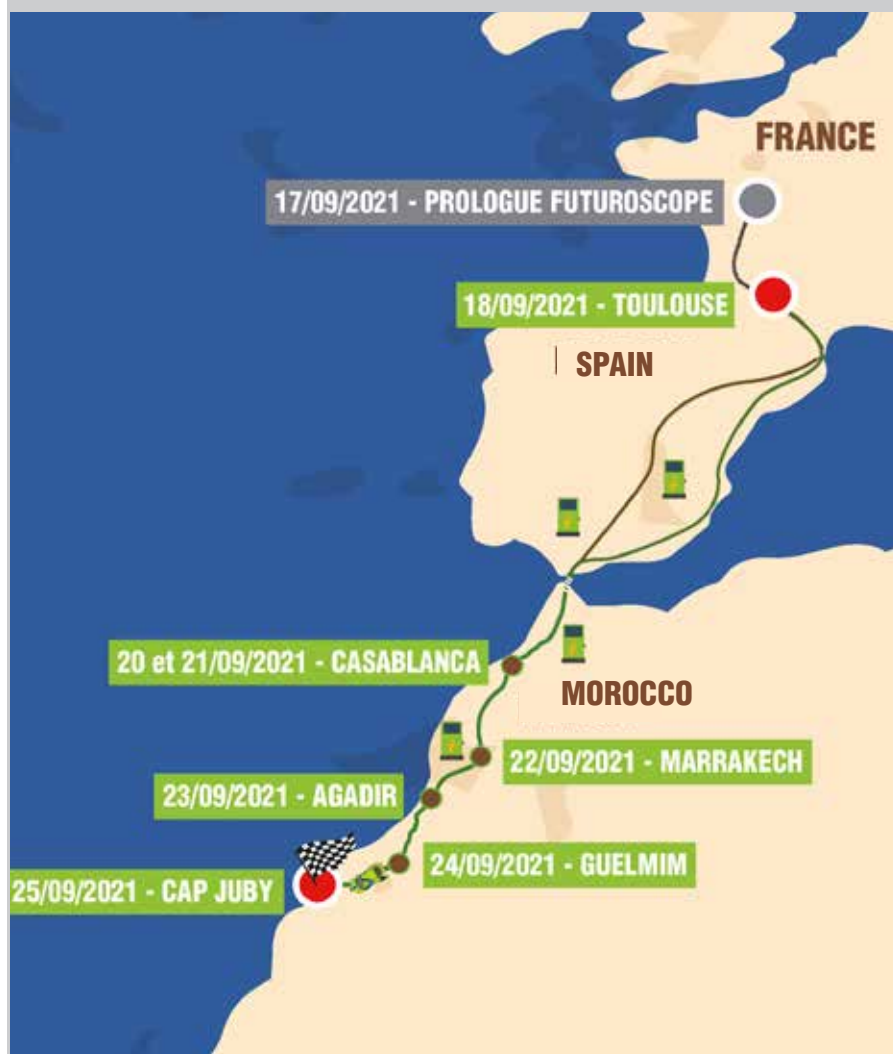 FRANCE
17/09/2021 - PROLOGUE FUTUROSCOPE
18/09/2021 - TOULOUSE
SPAIN
20 et 21/09/2021 - CASABLANCA
MOROCCO
22/09/2021 - MARRAKECH
23/09/2021 - AGADIR
24/09/2021 - GUELMIM
25/09/2021 - CAP JUBY